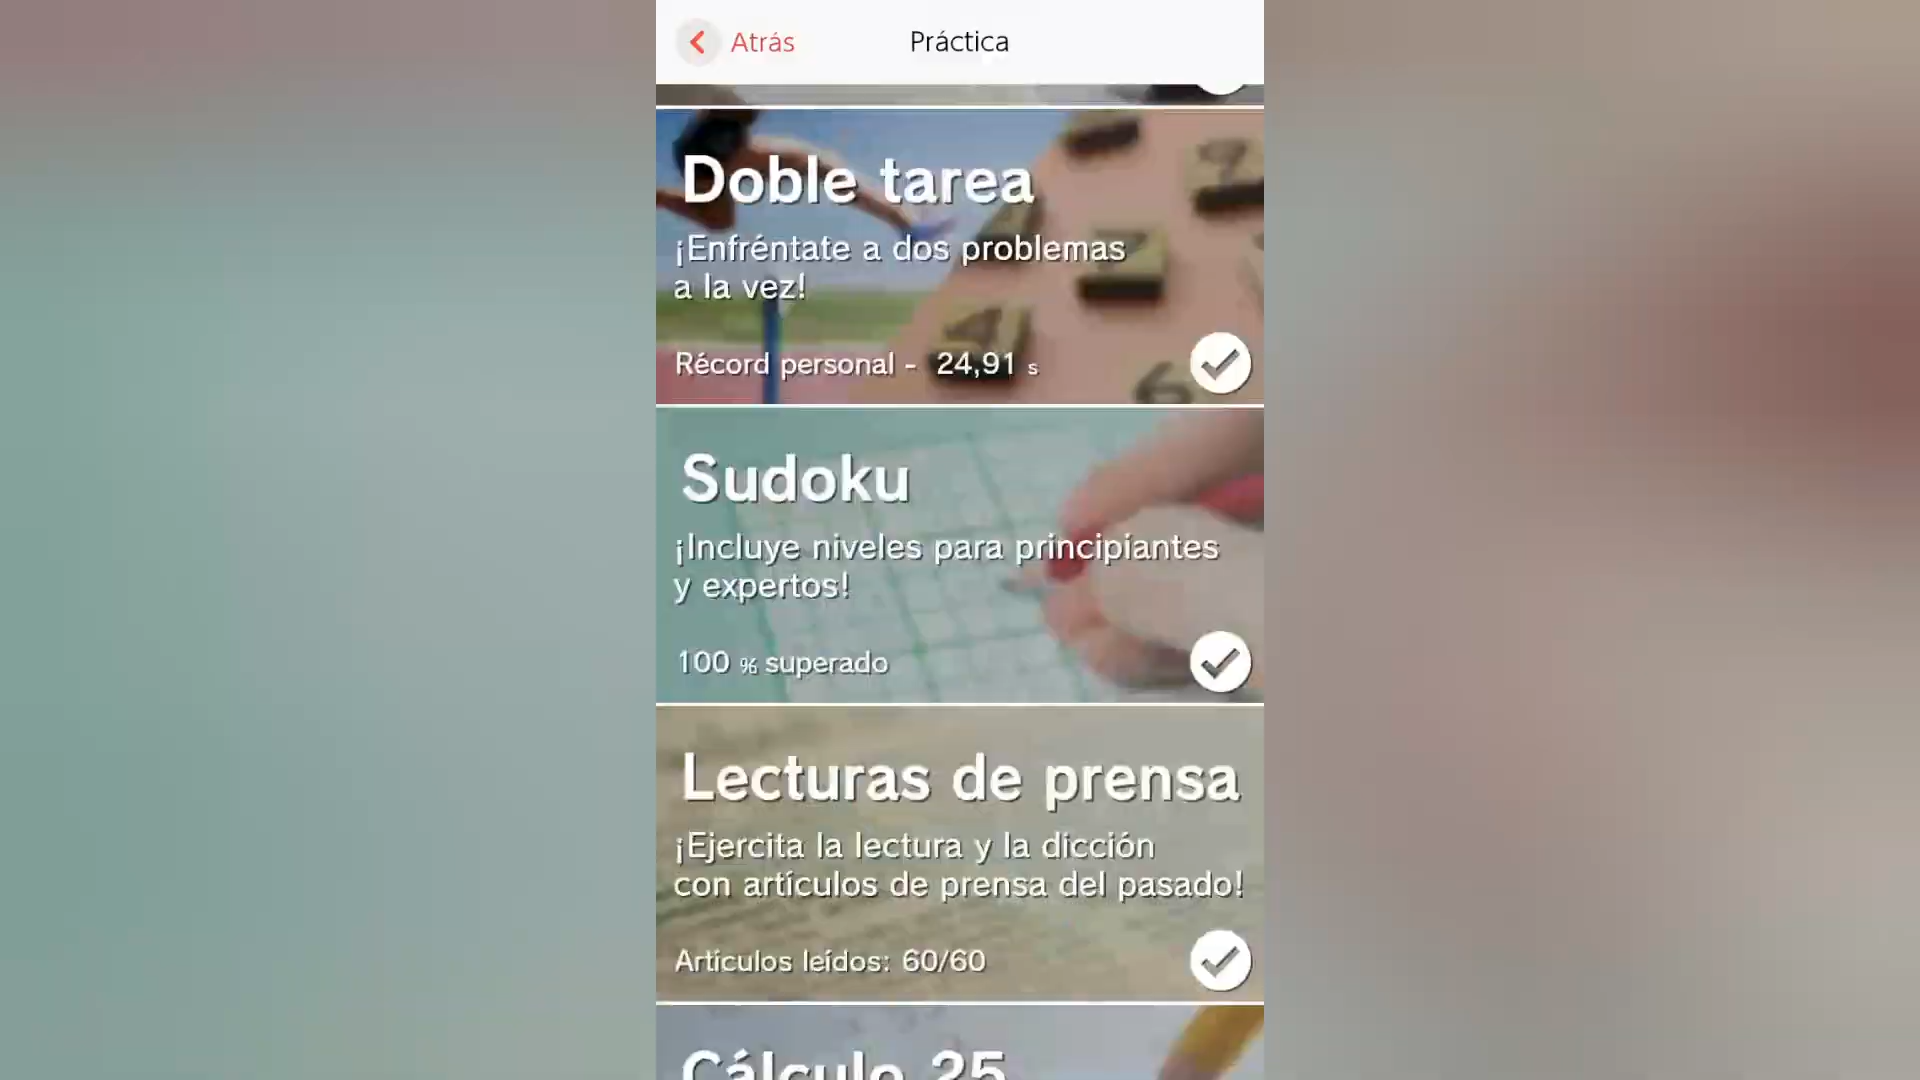 Atrás
Práctica
Doble tarea
¡Enfréntate a dos problemas
a la vez!
Récord personal - 24,91 s
Sudoku
¡Incluye niveles para principiantes
y expertos!
100 % superado
Lecturas de prensa
¡Ejercita la lectura y la dicción
con artículos de prensa del pasado!
Artículos leídos: 60/60
Cálculo 25